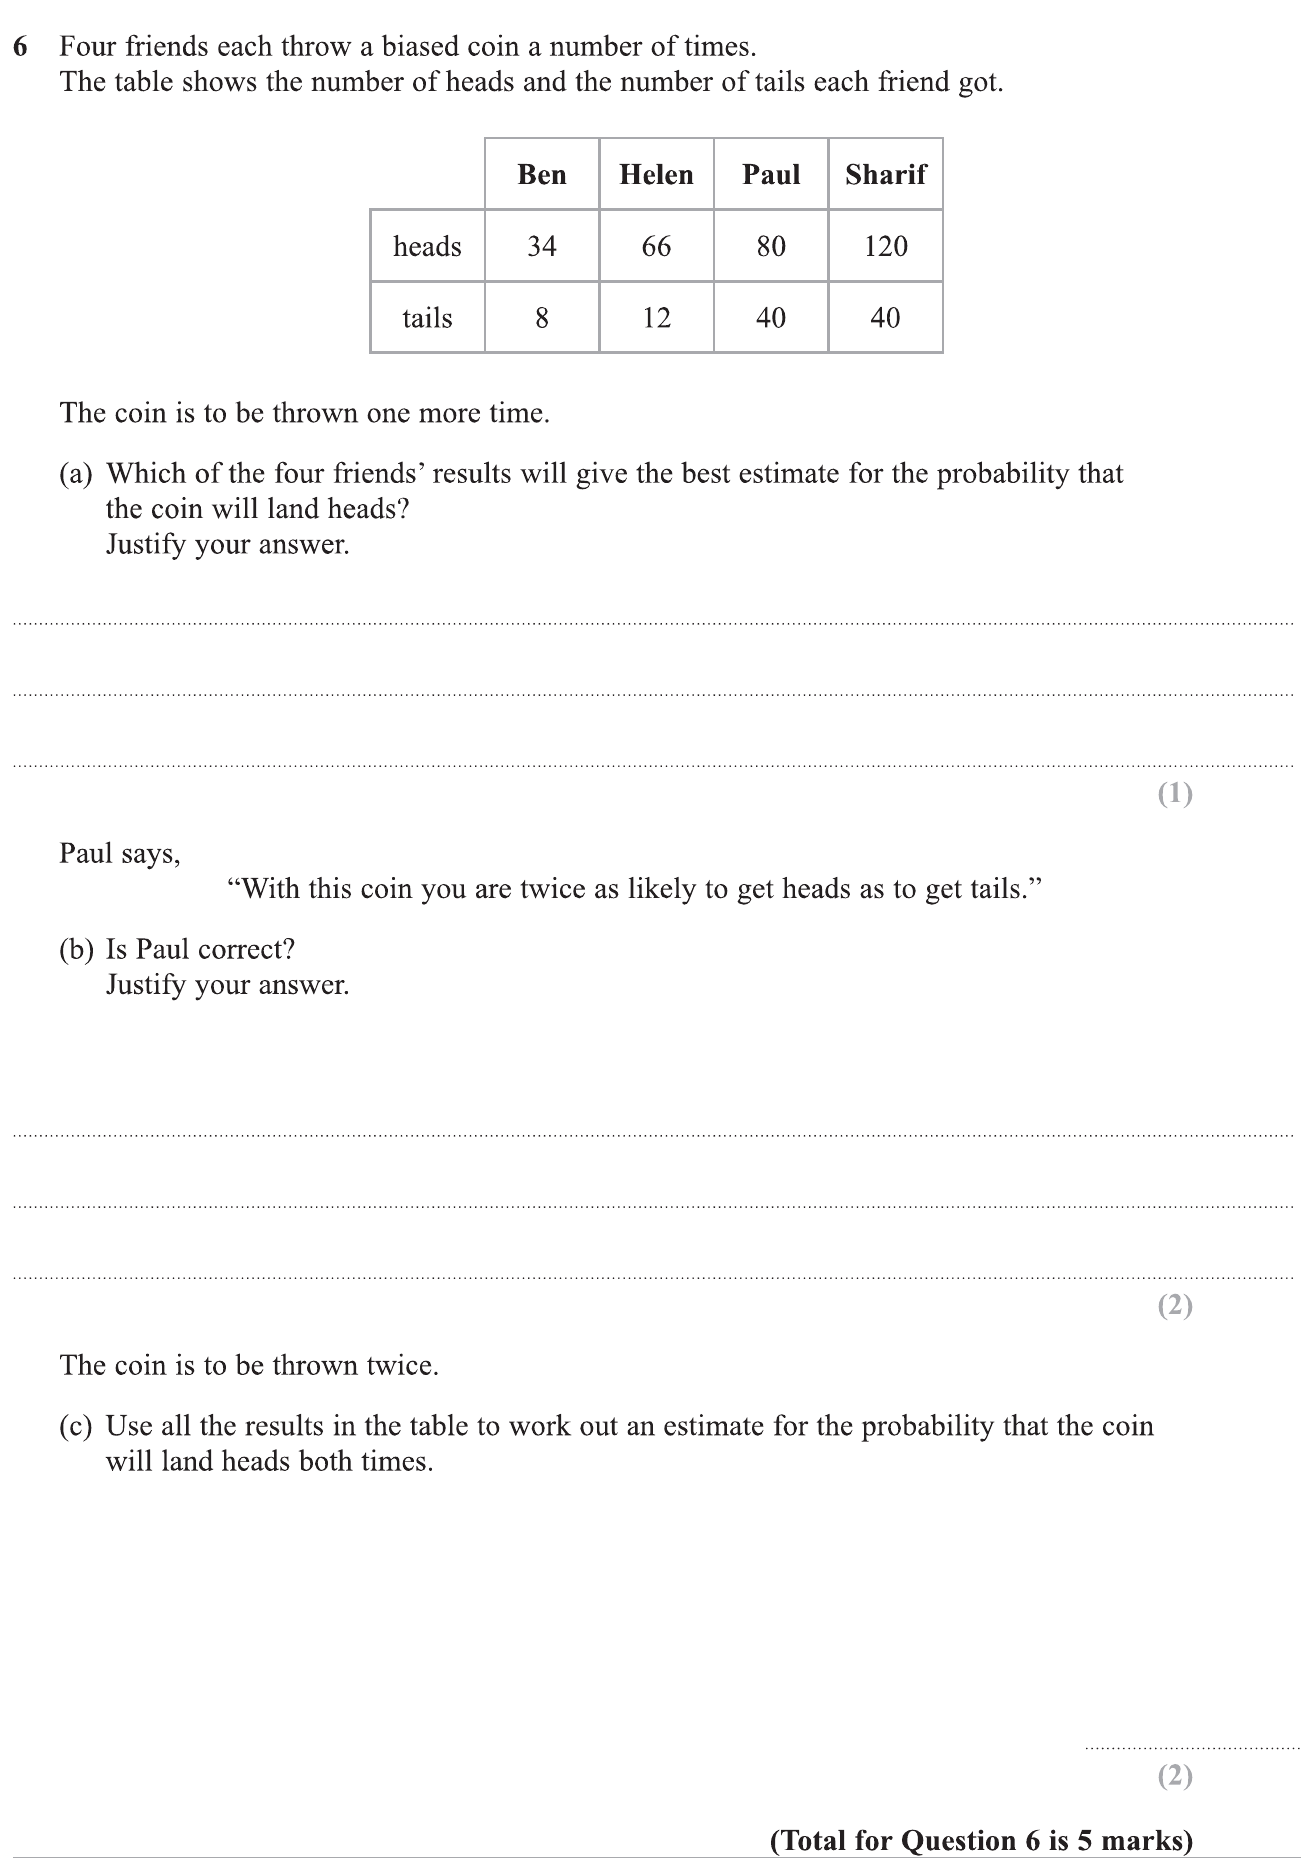 6 Four friends each throw a biased coin a number of times.
The table shows the number of heads and the number of tails each friend got.
Ben Helen Paul Sharif
heads 34 66 80 120
tails 8 12 40 40
The coin is to be thrown one more time.
(a) Which of the four friends’ results will give the best estimate for the probability that
the coin will land heads?
Justify your answer.
(1)
Paul says,
“With this coin you are twice as likely to get heads as to get tails.”
(b) Is Paul correct?
Justify your answer.
(2)
The coin is to be thrown twice.
(c) Use all the results in the table to work out an estimate for the probability that the coin
will land heads both times.
(2)
(Total for Question 6 is 5 marks)